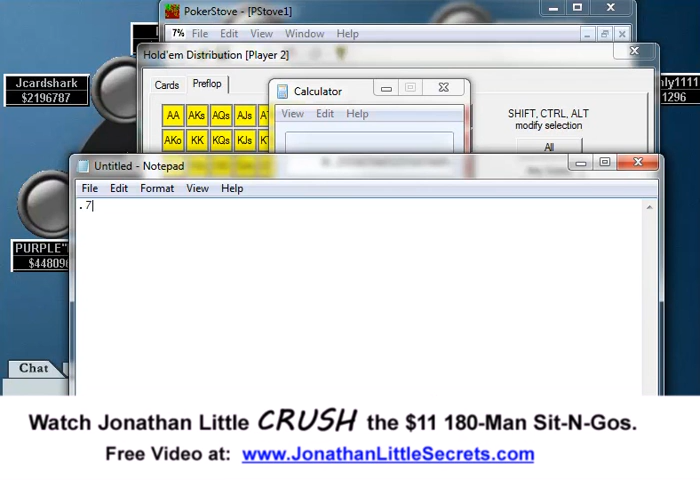 PokerStove - [PStove1]
7% File Edit View Window Help
Hold'em Distribution [Player 2]
Jcardshark
$2196787
Cards Preflop
Calculator
View Edit Help
SHIFT, CTRL, ALT
modify selection
All
1296
AA AKs AQs AJs
AKo KK KQs KJs
Untitled - Notepad
File Edit Format View Help
.7
PURPLE"
Chat
Watch Jonathan Little CRUSH the $11 180-Man Sit-N-Gos.
Free Video at: www.JonathanLittleSecrets.com